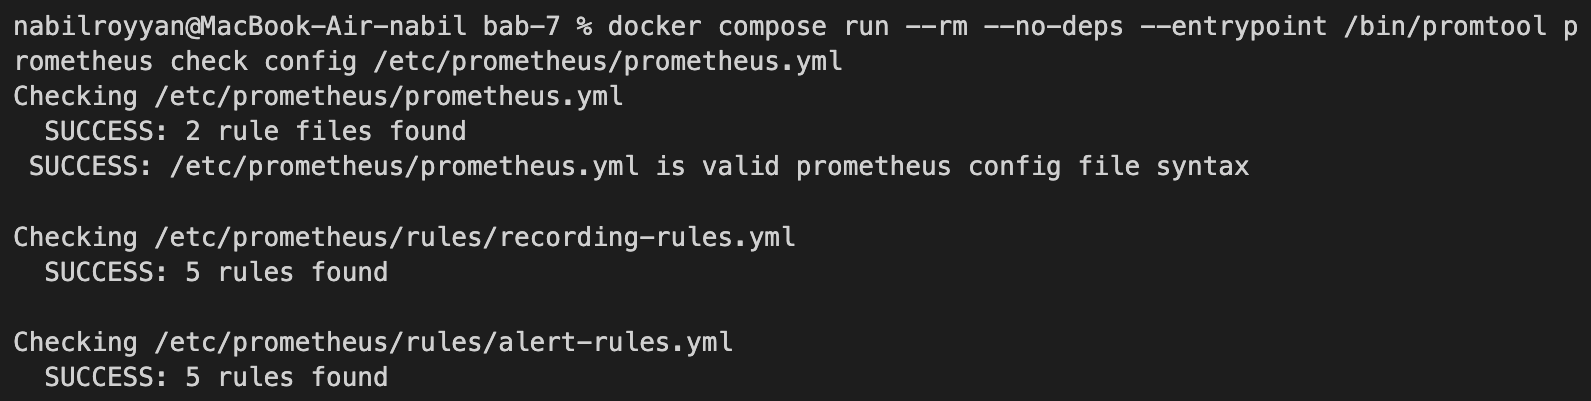 nabilroyyan@MacBook-Air-nabil bab-7 % docker compose run --rm --no-deps --entrypoint /bin/promtool p
rometheus check config /etc/prometheus/prometheus.yml
Checking /etc/prometheus/prometheus.yml
  SUCCESS: 2 rule files found
 SUCCESS: /etc/prometheus/prometheus.yml is valid prometheus config file syntax

Checking /etc/prometheus/rules/recording-rules.yml
  SUCCESS: 5 rules found

Checking /etc/prometheus/rules/alert-rules.yml
  SUCCESS: 5 rules found